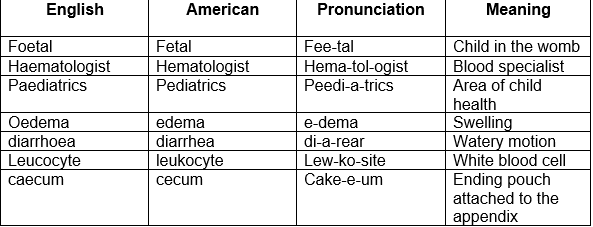 English American Pronunciation Meaning
Foetal Fetal Fee-tal Child in the womb
Haematologist Hematologist Hema-tol-ogist Blood specialist
Paediatrics Pediatrics Peedi-a-trics Area of child
health
Oedema edema e-dema Swelling
diarrhoea diarrhea di-a-rear Watery motion
Leucocyte leukocyte Lew-ko-site White blood cell
caecum cecum Cake-e-um Ending pouch
attached to the
appendix